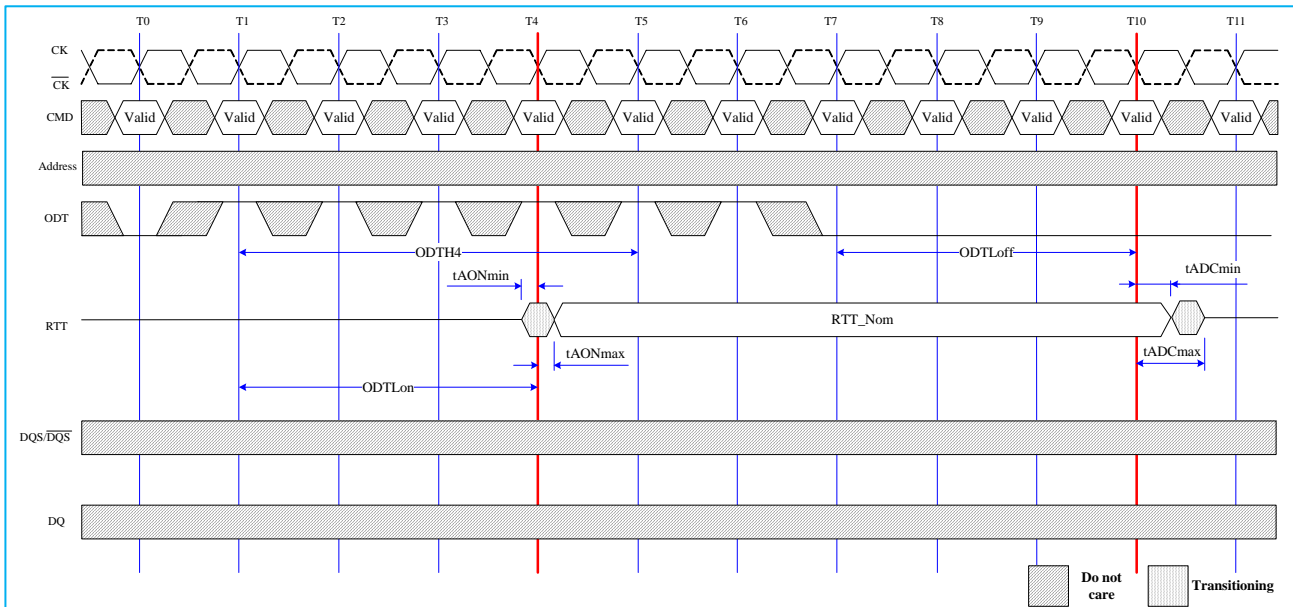 T0 T1 T2 T3 T4 T5 T6 T7 T8 T9 T10 T11
CK
CK
CMD Valid Valid Valid Valid Valid Valid Valid Valid Valid Valid Valid Valid
Address
ODT
ODTH4 ODTLoff
tAONmin tADCmin
RTT RTT_Nom
tAONmax tADCmax
ODTLon
DQS/DQS
DQ
Do not
care
Transitioning